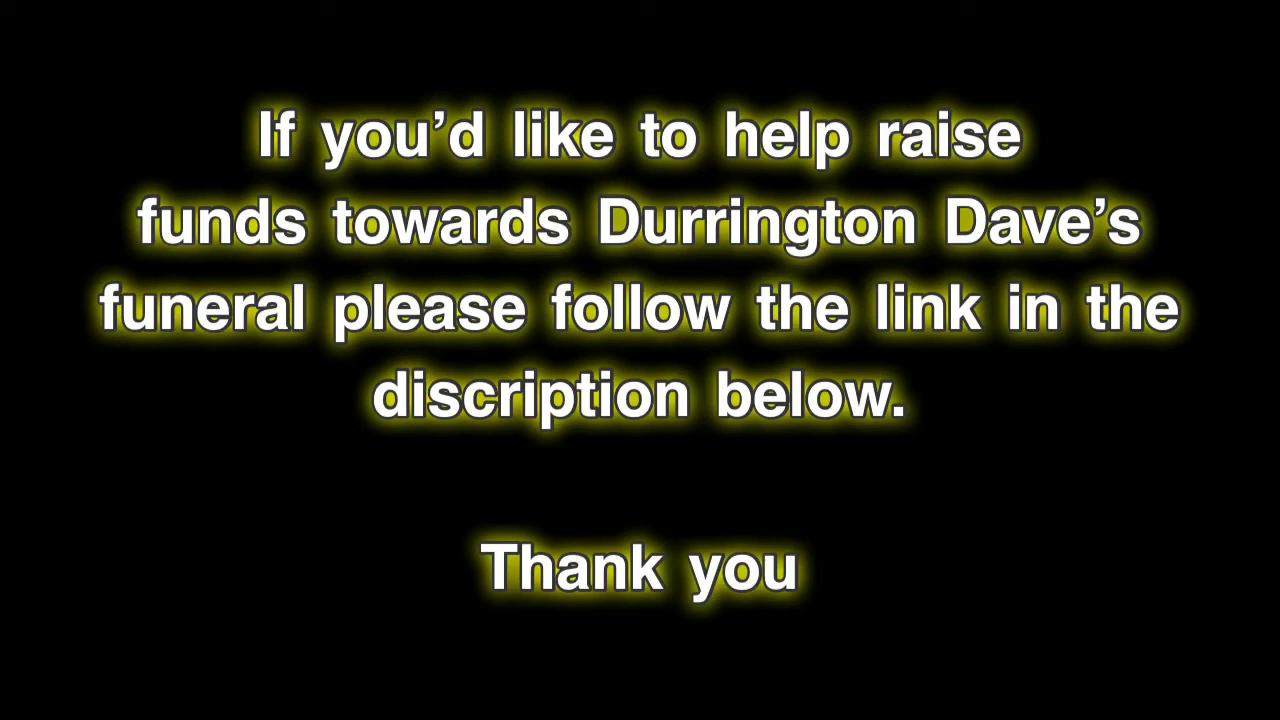 If you’d like to help raise
funds towards Durrington Dave’s
funeral please follow the link in the
discription below.
Thank you